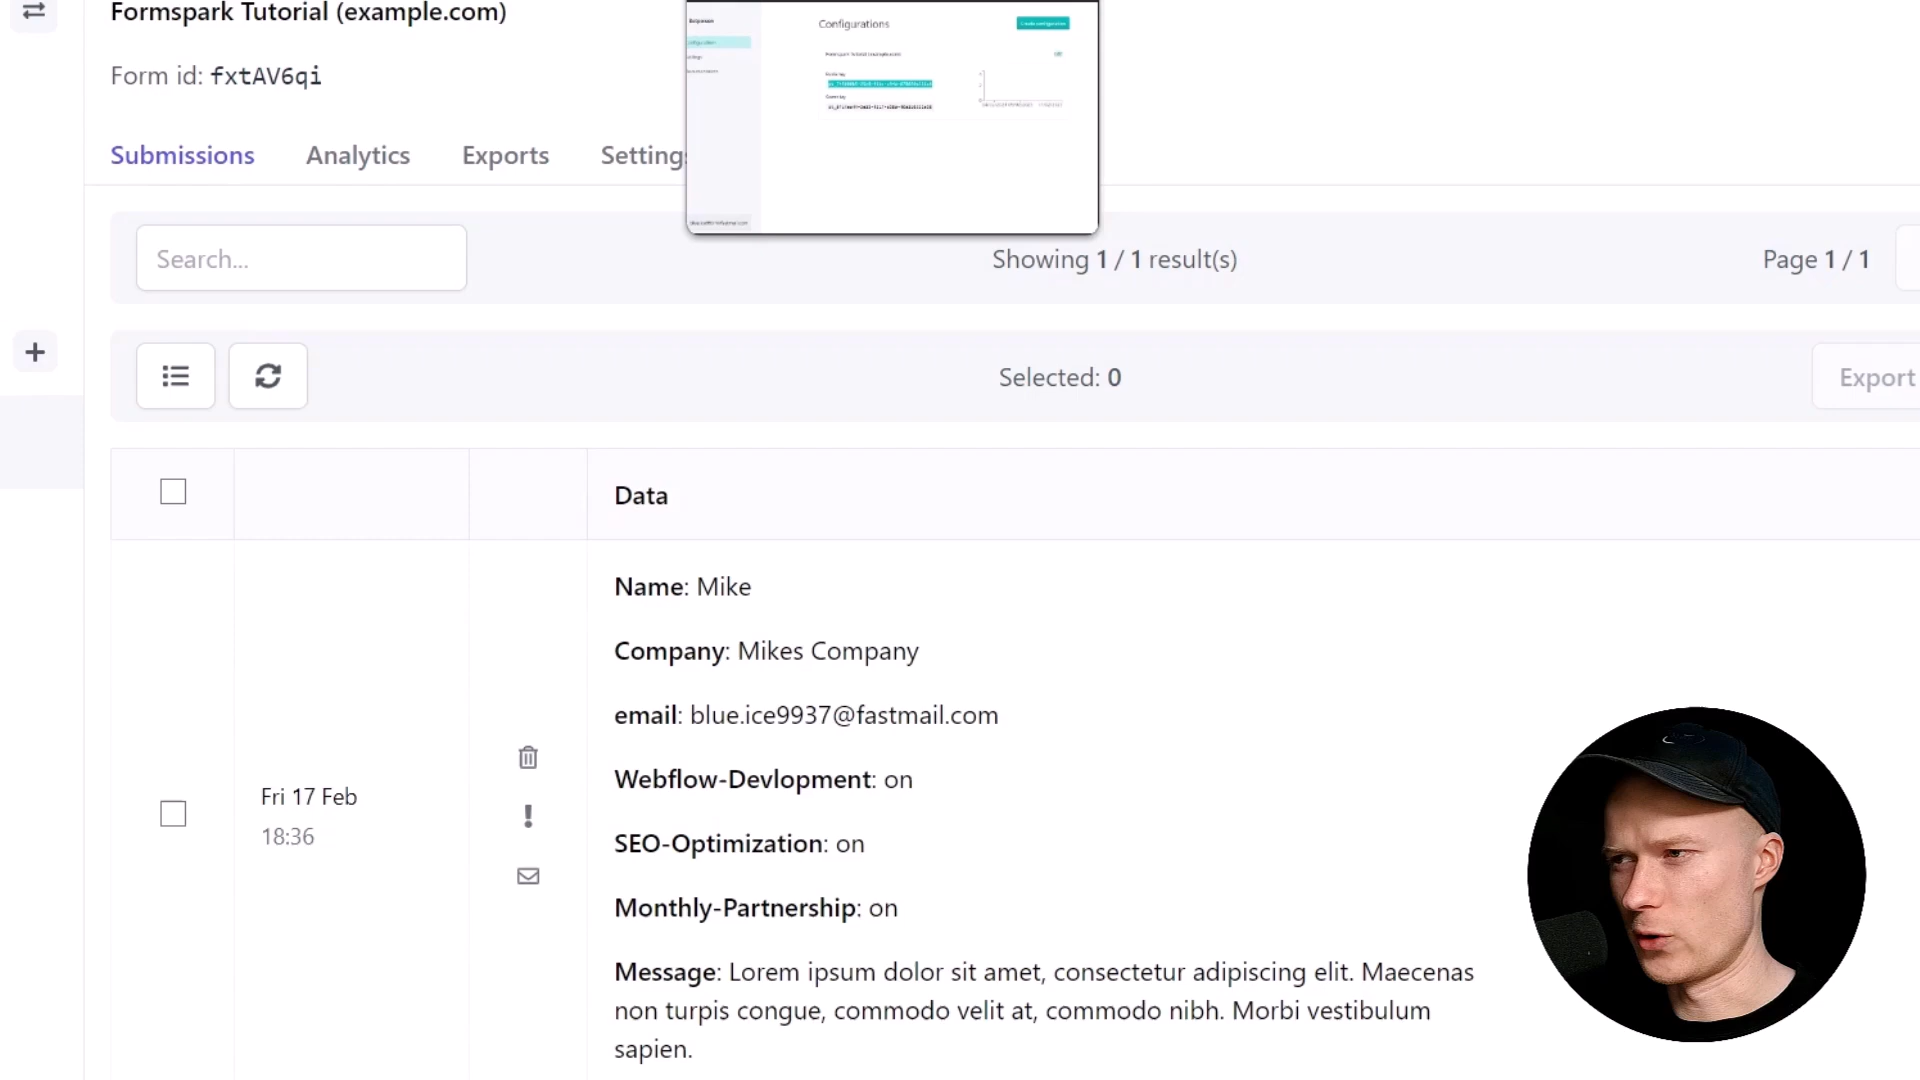 Formspark Tutorial (example.com)
Form id: fxtAV6qi
Submissions Analytics Exports Settings
Configurations
Search...
Showing 1 / 1 result(s)
Page 1 / 1
Selected: 0
Export
Data
Name: Mike
Company: Mikes Company
email: blue.ice9937@fastmail.com
Webflow-Devlopment: on
Fri 17 Feb
18:36
SEO-Optimization: on
Monthly-Partnership: on
Message: Lorem ipsum dolor sit amet, consectetur adipiscing elit. Maecenas
non turpis congue, commodo velit at, commodo nibh. Morbi vestibulum
sapien.